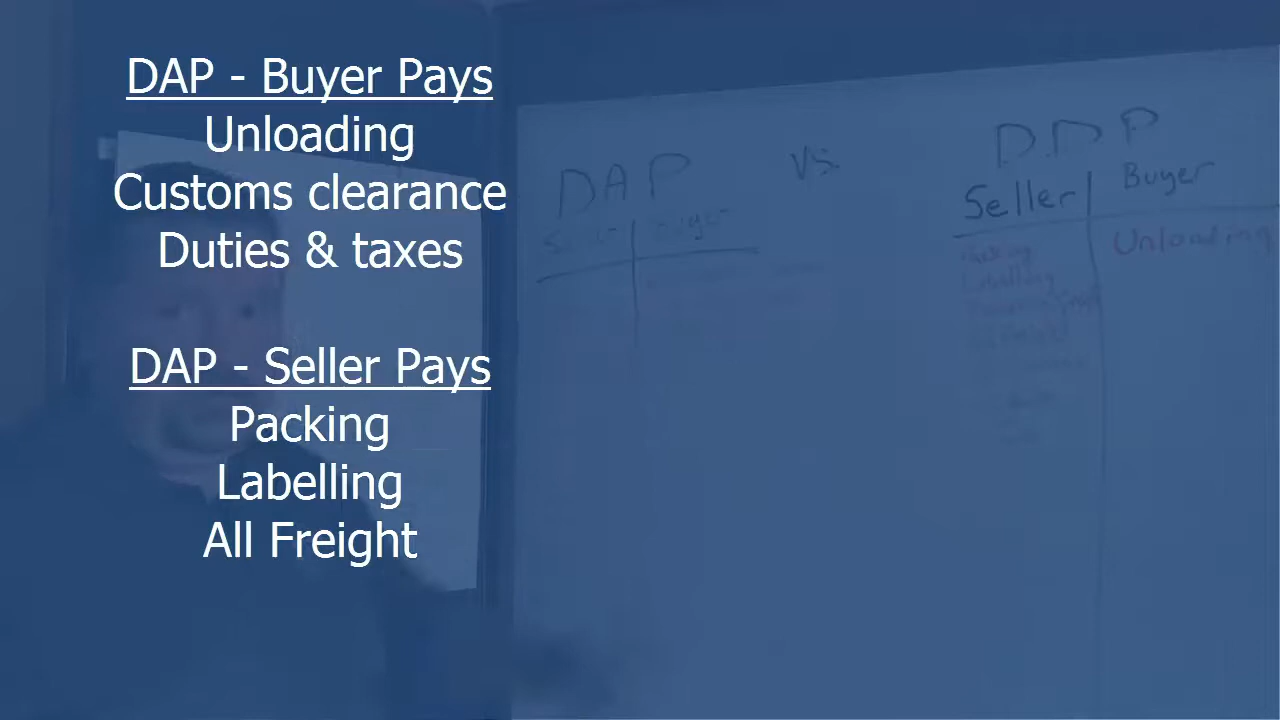 DAP - Buyer Pays
Unloading
Customs clearance
Duties & taxes
DAP - Seller Pays
Packing
Labelling
All Freight
DAP vs. DDP
Seller Buyer
Unloading
Labelling